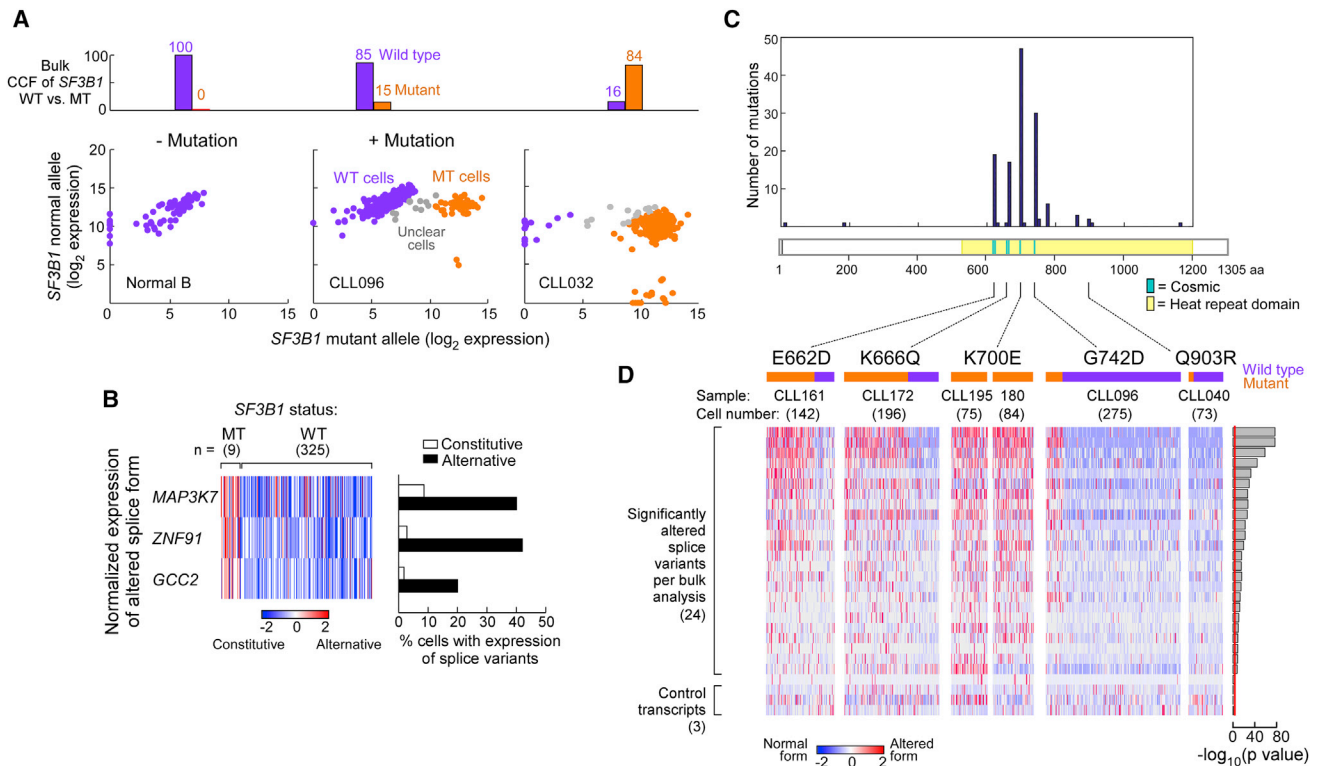 A
Bulk
CCF of SF3B1
WT vs. MT
100
50
0
100
0
85
Wild type
15 Mutant
16
84
- Mutation
+ Mutation
SF3B1 normal allele
(log2 expression)
20
15
10
5
WT cells
MT cells
Unclear
cells
Normal B
CLL096
CLL032
0 5 10 15
0 5 10 15
0 5 10 15
SF3B1 mutant allele (log2 expression)
B
SF3B1 status:
MT WT
n = (9) (325)
Normalized expression
of altered splice form
MAP3K7
ZNF91
GCC2
-2 0 2
Constitutive Alternative
Constitutive
Alternative
0 10 20 30 40 50
% cells with expression
of splice variants
C
Number of mutations
50
40
30
20
10
1 200 400 600 800 1000 1200 1305 aa
= Cosmic
= Heat repeat domain
D
E662D K666Q K700E G742D Q903R
Wild type
Mutant
Sample: CLL161 CLL172 CLL195 180 CLL096 CLL040
Cell number: (142) (196) (75) (84) (275) (73)
Significantly
altered
splice
variants
per bulk
analysis
(24)
Control
transcripts
(3)
Normal
form
-2 0 2
Altered
form
0 40 80
-log10(p value)